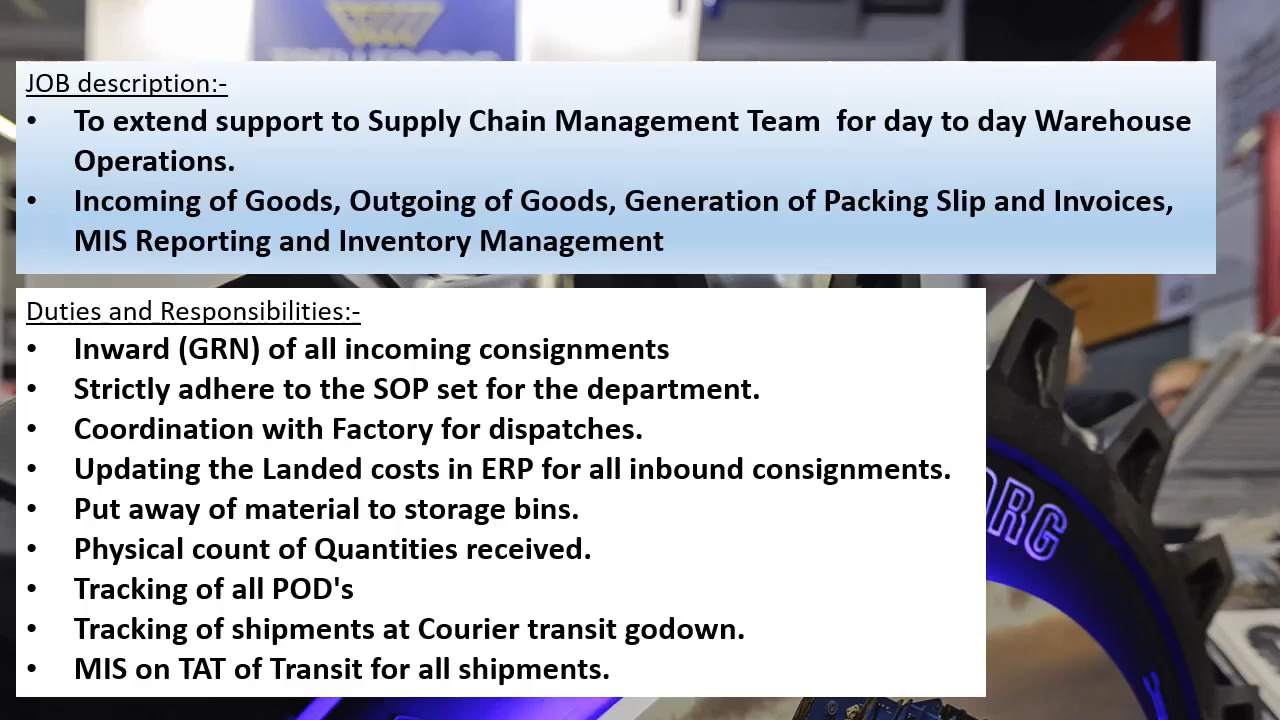 JOB description:-
• To extend support to Supply Chain Management Team  for day to day Warehouse
Operations.
• Incoming of Goods, Outgoing of Goods, Generation of Packing Slip and Invoices,
MIS Reporting and Inventory Management
Duties and Responsibilities:-
• Inward (GRN) of all incoming consignments
• Strictly adhere to the SOP set for the department.
• Coordination with Factory for dispatches.
• Updating the Landed costs in ERP for all inbound consignments.
• Put away of material to storage bins.
• Physical count of Quantities received.
• Tracking of all POD's
• Tracking of shipments at Courier transit godown.
• MIS on TAT of Transit for all shipments.